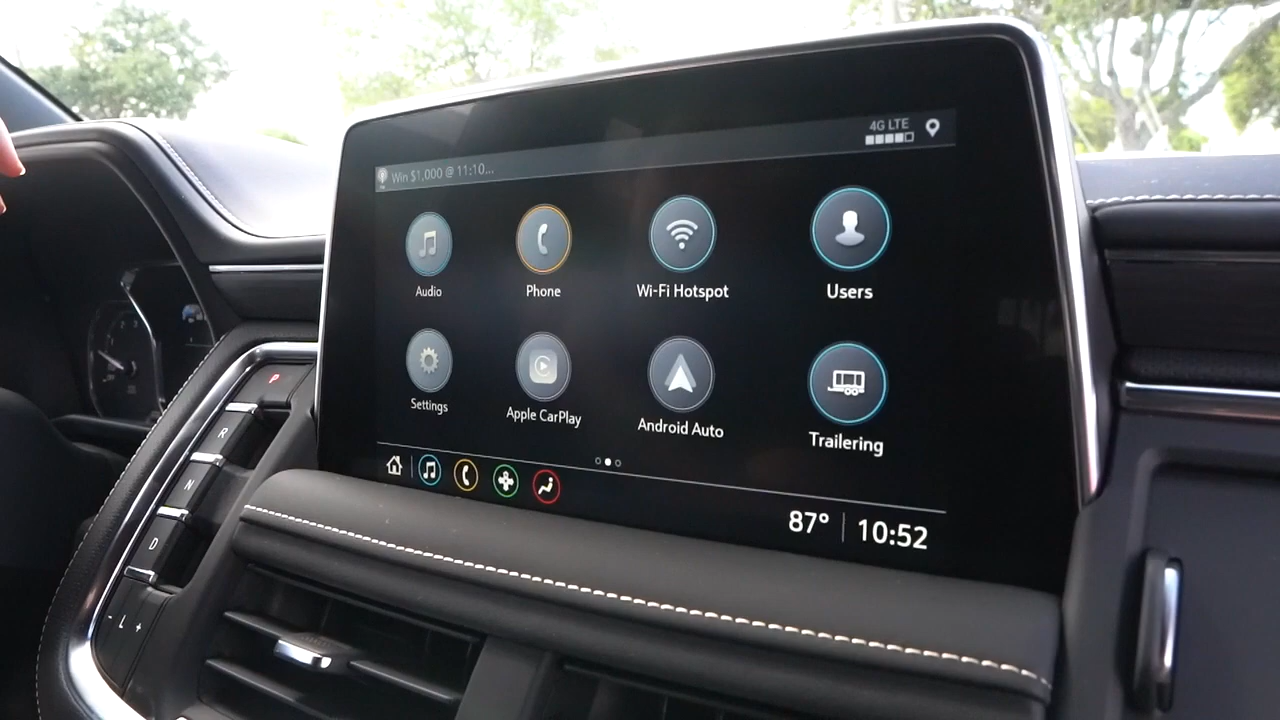 4G LTE
Win $1,000 @ 11:10...
Audio
Phone
Wi-Fi Hotspot
Users
Settings
Apple CarPlay
Android Auto
Trailering
87° 10:52
P
R
N
D
- L +